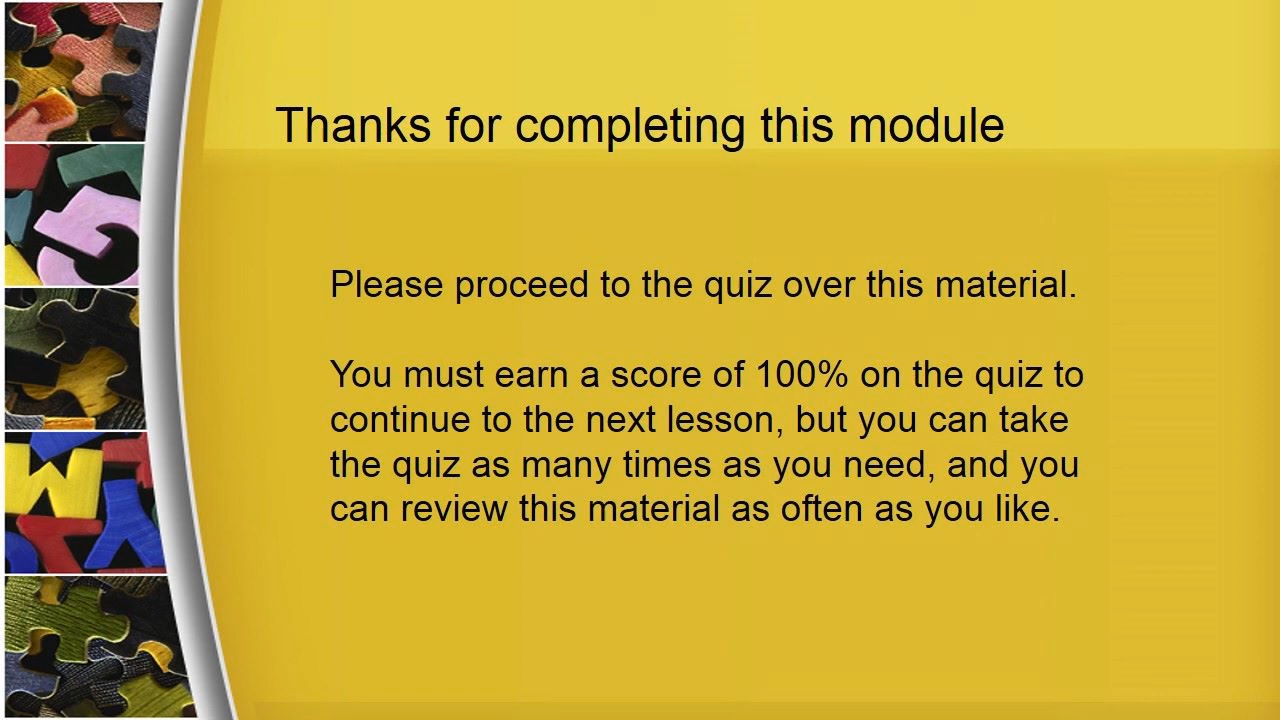 Thanks for completing this module
Please proceed to the quiz over this material.
You must earn a score of 100% on the quiz to
continue to the next lesson, but you can take
the quiz as many times as you need, and you
can review this material as often as you like.